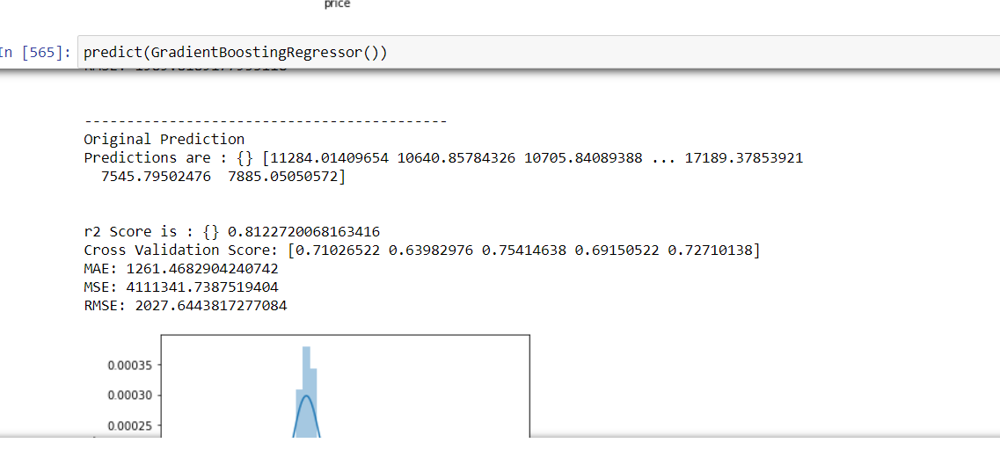 price
In [565]: predict(GradientBoostingRegressor())
------------------------------------------
Original Prediction
Predictions are : {} [11284.01409654 10640.85784326 10705.84089388 ... 17189.37853921
7545.79502476 7885.05050572]
r2 Score is : {} 0.8122720068163416
Cross Validation Score: [0.71026522 0.63982976 0.75414638 0.69150522 0.72710138]
MAE: 1261.4682904240742
MSE: 4111341.7387519404
RMSE: 2027.6443817277084
0.00035
0.00030
0.00025